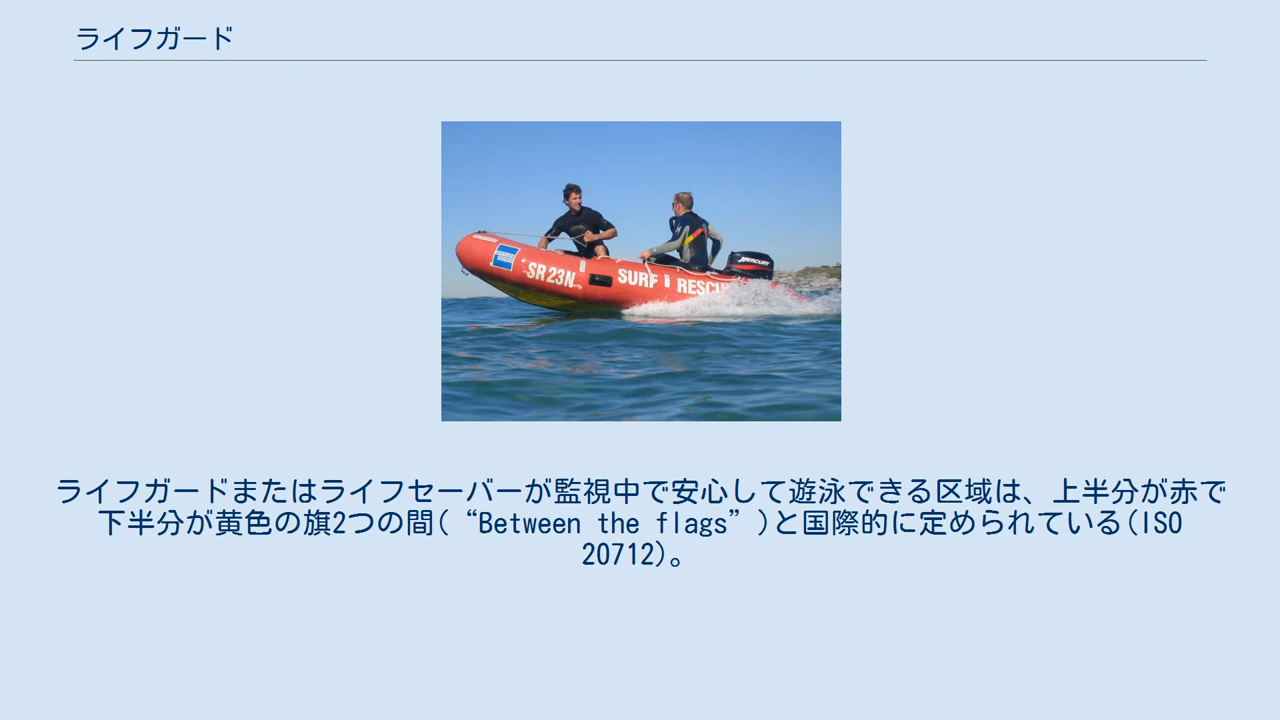 ライフガード
SR23N
SURF RESCU
MERCURY
ライフガードまたはライフセーバーが監視中で安心して遊泳できる区域は、上半分が赤で
下半分が黄色の旗2つの間(“Between the flags”)と国際的に定められている(ISO
20712)。